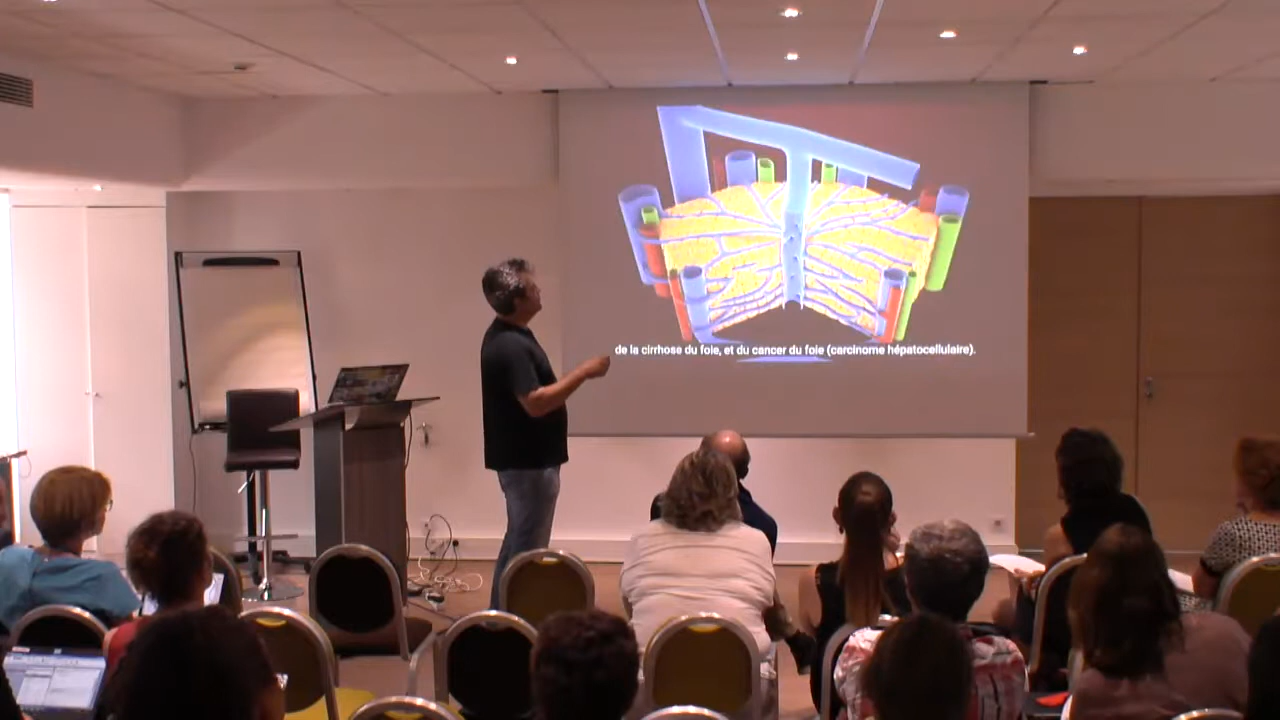 de la cirrhose du foie, et du cancer du foie (carcinome hépatocellulaire).